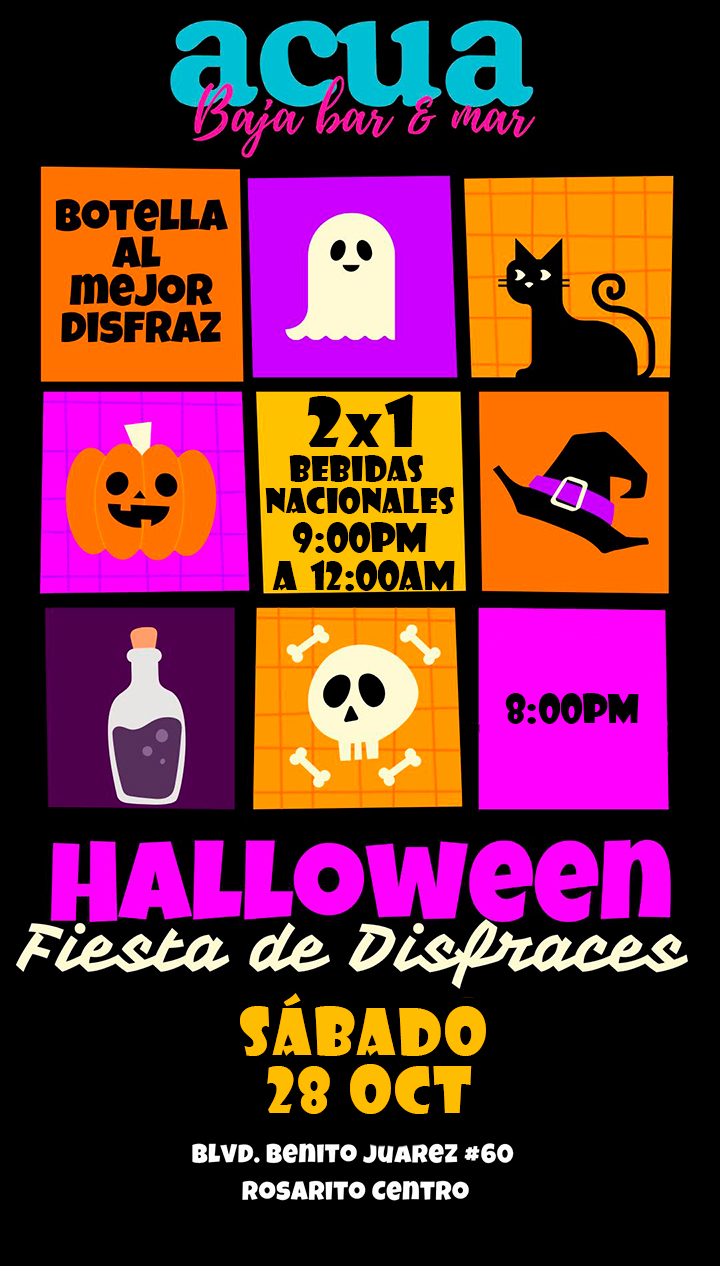 acua
Baja bar & mar
BOTELLA
AL
MEJOR
DISFRAZ
2x1
BEBIDAS
NACIONALES
9:00PM
A 12:00AM
8:00PM
HALLOWEEN
Fiesta de Disfraces
SÁBADO
28 OCT
BLVD. BENITO JUAREZ #60
ROSARITO CENTRO